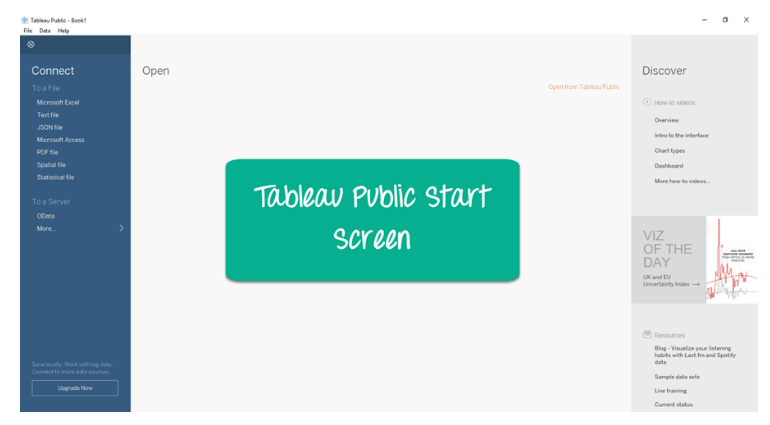 Tableau Public - Book1
File Data Help
Connect
To a File
Microsoft Excel
Text file
JSON file
Microsoft Access
PDF file
Spatial file
Statistical file
To a Server
OData
More...
Save locally. Work with big data.
Connect to more data sources.
Upgrade Now
Open
Open from Tableau Public
Tableau Public Start
Screen
Discover
How-to videos
Overview
Intro to the interface
Chart types
Dashboard
More how-to videos...
VIZ
OF THE
DAY
UK and EU
Uncertainty Index →
Resources
Blog - Visualize your listening
habits with Last.fm and Spotify
data
Sample data sets
Live training
Current status